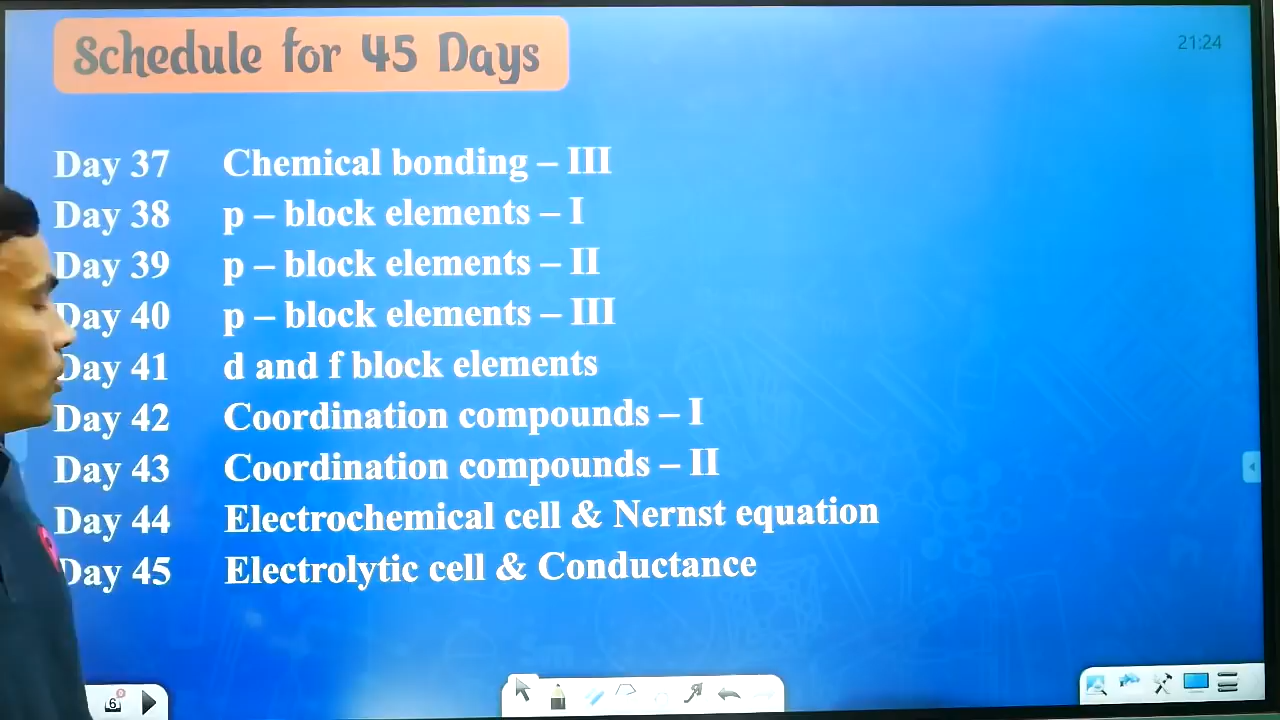 Schedule for 45 Days
21:24
Day 37 Chemical bonding – III
Day 38 p – block elements – I
Day 39 p – block elements – II
Day 40 p – block elements – III
Day 41 d and f block elements
Day 42 Coordination compounds – I
Day 43 Coordination compounds – II
Day 44 Electrochemical cell & Nernst equation
Day 45 Electrolytic cell & Conductance
6